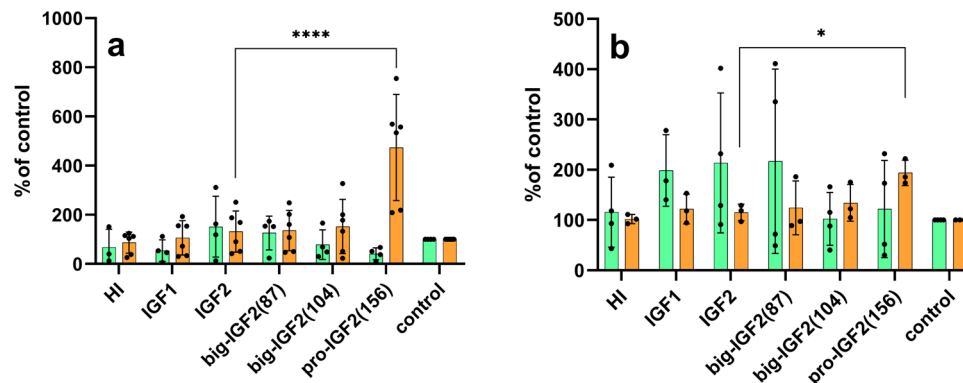 a
%of control
1000
800
600
400
200
0
****
HI
IGF1
IGF2
big-IGF2(87)
big-IGF2(104)
pro-IGF2(156)
control
b
%of control
500
400
300
200
100
0
*
HI
IGF1
IGF2
big-IGF2(87)
big-IGF2(104)
pro-IGF2(156)
control